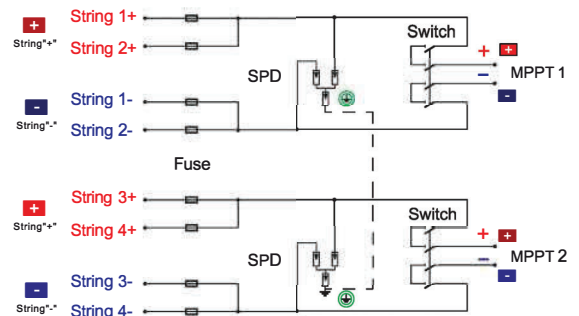 + String 1+
String"+" String 2+
Switch
+ +
SPD
MPPT 1
- String 1-
− -
String"-" String 2-
Fuse
+ String 3+
String"+" String 4+
Switch
+ +
SPD
MPPT 2
- String 3-
− -
String"-" String 4-